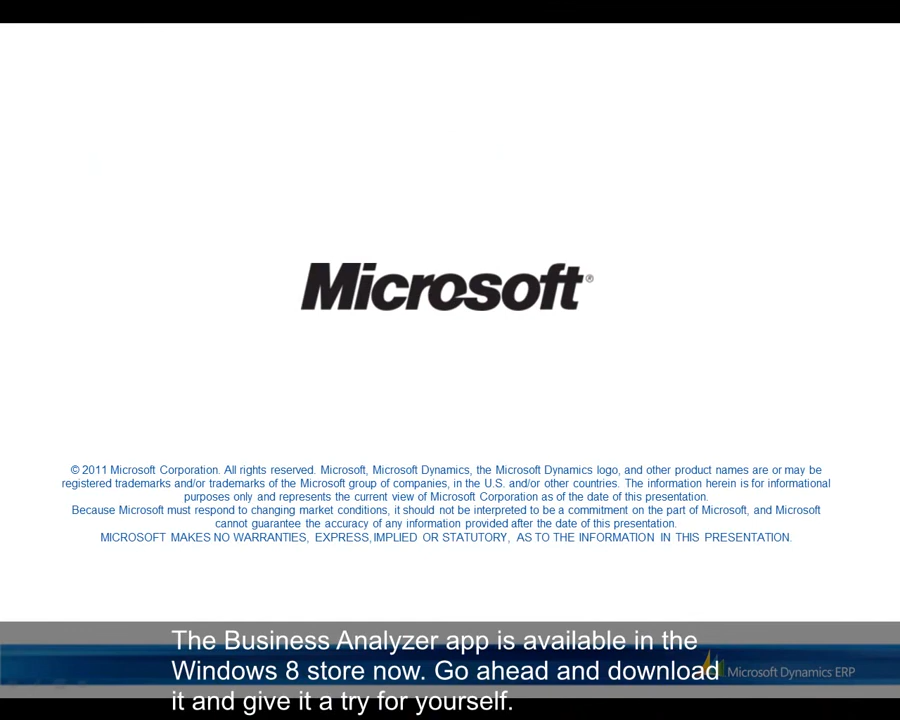 Microsoft®
© 2011 Microsoft Corporation. All rights reserved. Microsoft, Microsoft Dynamics, the Microsoft Dynamics logo, and other product names are or may be
registered trademarks and/or trademarks of the Microsoft group of companies, in the U.S. and/or other countries. The information herein is for informational
purposes only and represents the current view of Microsoft Corporation as of the date of this presentation.
Because Microsoft must respond to changing market conditions, it should not be interpreted to be a commitment on the part of Microsoft, and Microsoft
cannot guarantee the accuracy of any information provided after the date of this presentation.
MICROSOFT MAKES NO WARRANTIES, EXPRESS, IMPLIED OR STATUTORY, AS TO THE INFORMATION IN THIS PRESENTATION.
The Business Analyzer app is available in the
Windows 8 store now. Go ahead and download
it and give it a try for yourself.
Microsoft Dynamics ERP